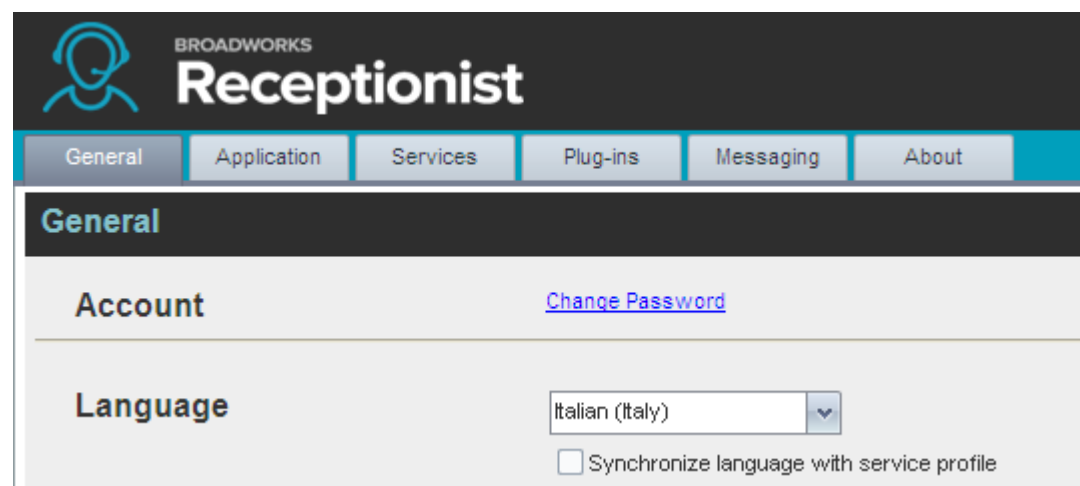 BROADWORKS
Receptionist
General Application Services Plug-ins Messaging About
General
Account Change Password
Language Italian (Italy)
Synchronize language with service profile